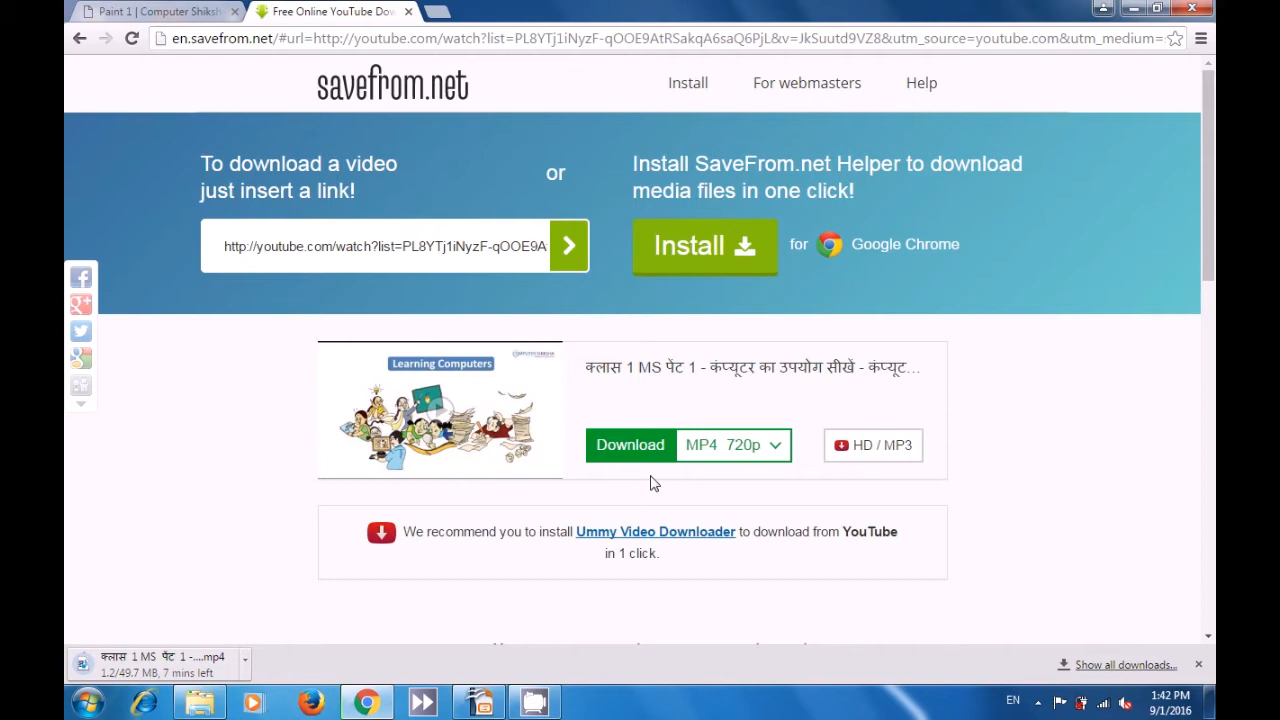 Paint 1 | Computer Shiksh
Free Online YouTube Dov
en.savefrom.net/#url=http://youtube.com/watch?list=PL8YTj1iNyzF-qOOE9AtRSakqA6saQ6PjL&v=JkSuutd9VZ8&utm_source=youtube.com&utm_medium=
savefrom.net
Install
For webmasters
Help
To download a video
just insert a link!
or
Install SaveFrom.net Helper to download
media files in one click!
http://youtube.com/watch?list=PL8YTj1iNyzF-qOOE9A
Install
for
Google Chrome
Learning Computers
क्लास 1 MS पेंट 1 - कंप्यूटर का उपयोग सीखें - कंप्यूट...
Download
MP4 720p
HD / MP3
We recommend you to install Ummy Video Downloader to download from YouTube
in 1 click.
क्लास 1 MS पेंट 1 -....mp4
1.2/49.7 MB, 7 mins left
Show all downloads...
EN
1:42 PM
9/1/2016